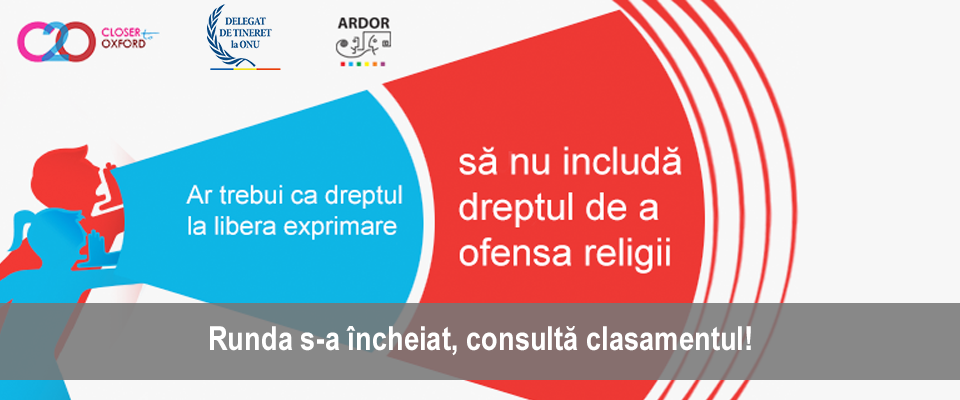 CLOSER to
OXFORD
DELEGAT
DE TINERET
la ONU
ARDOR
Ar trebui ca dreptul
la libera exprimare
să nu includă
dreptul de a
ofensa religii
Runda s-a încheiat, consultă clasamentul!